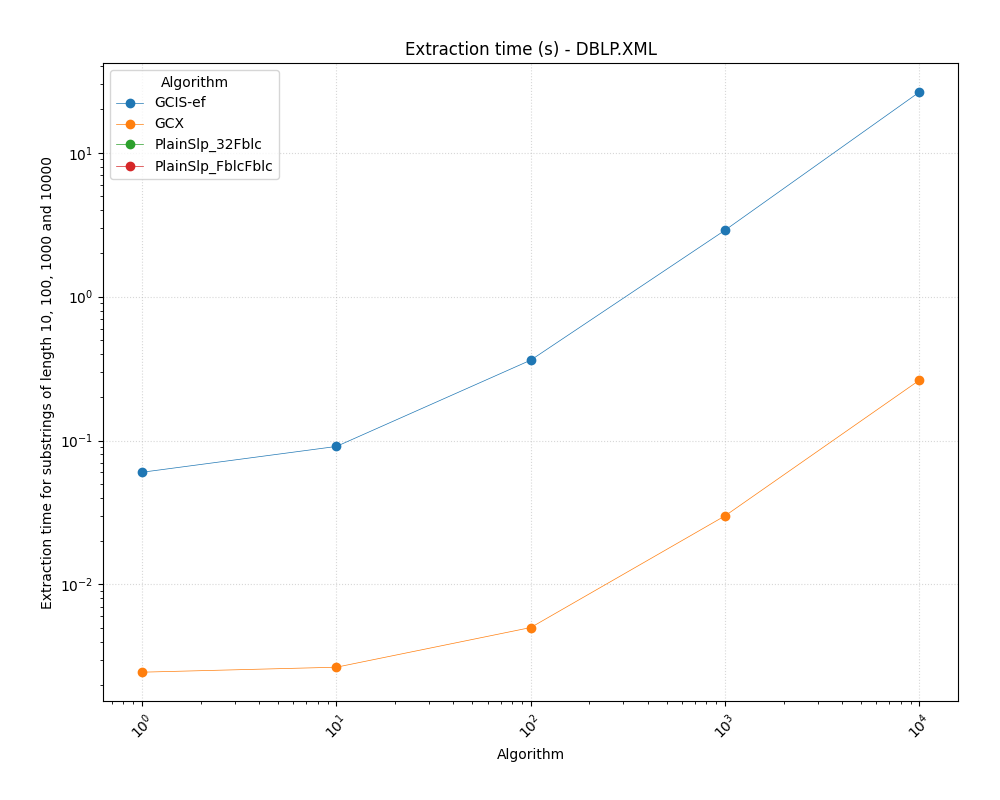 Extraction time (s) - DBLP.XML
Algorithm
GCIS-ef
GCX
PlainSlp_32Fblc
PlainSlp_FblcFblc
Extraction time for substrings of length 10, 100, 1000 and 10000
10¹
10⁰
10⁻¹
10⁻²
10⁰ 10¹ 10² 10³ 10⁴
Algorithm